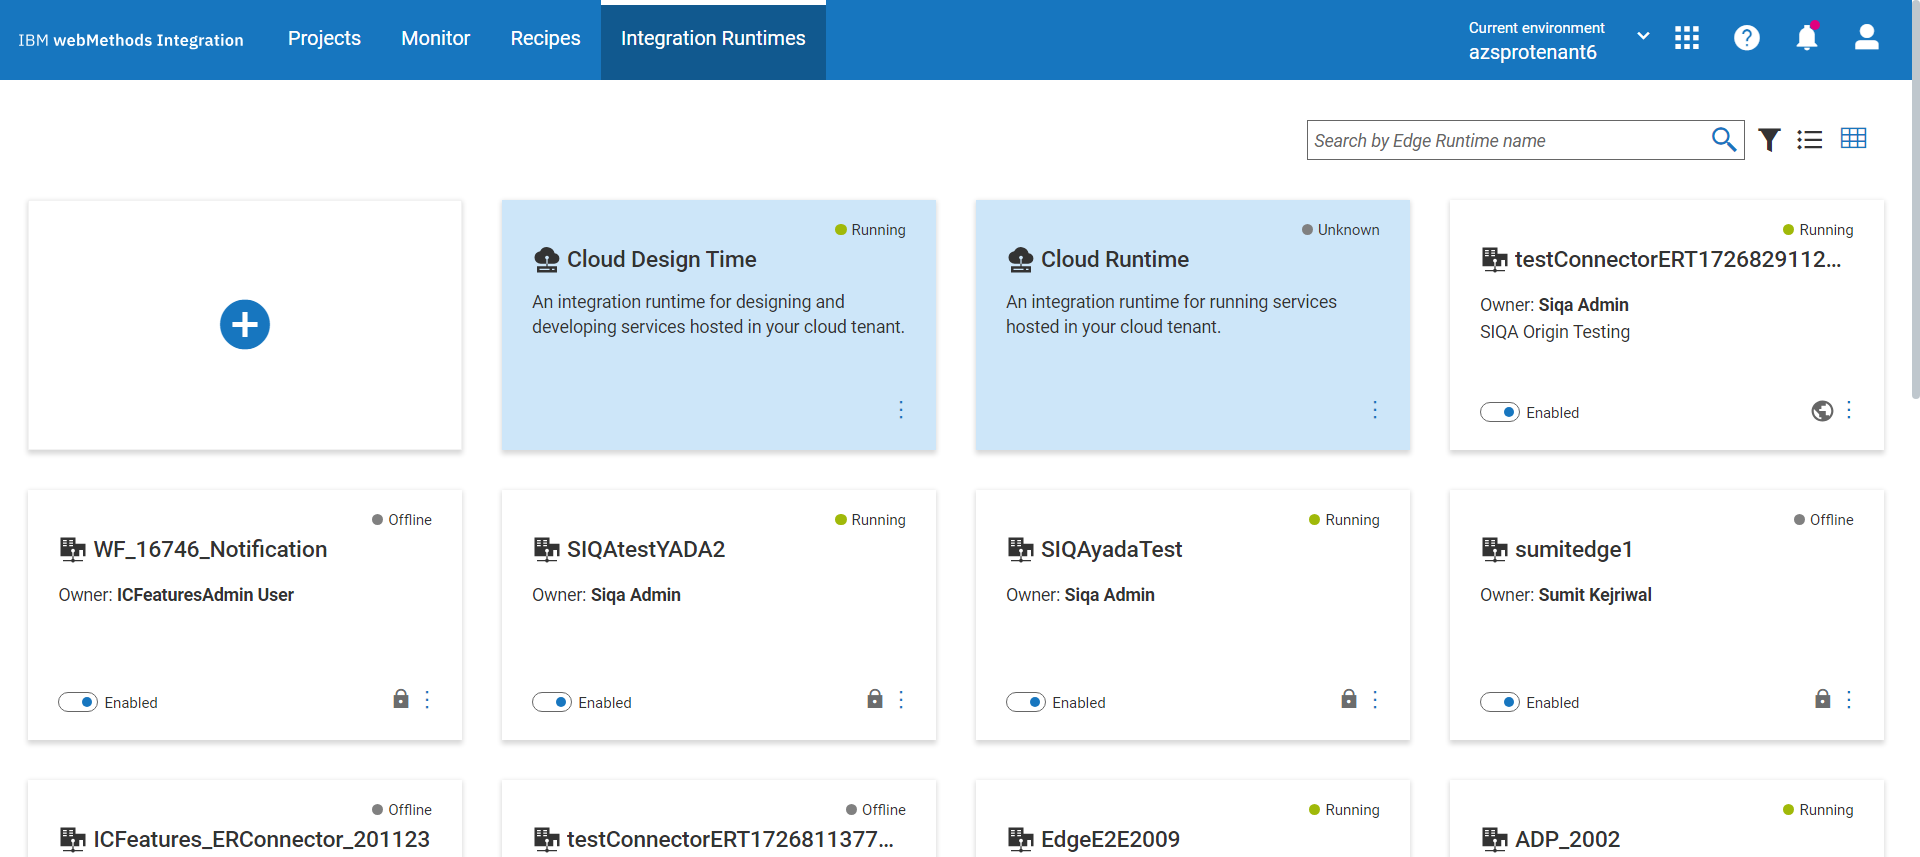 IBM webMethods Integration
Projects
Monitor
Recipes
Integration Runtimes
Current environment
azsprotenant6
Search by Edge Runtime name
Running
Cloud Design Time
An integration runtime for designing and
developing services hosted in your cloud tenant.
Unknown
Cloud Runtime
An integration runtime for running services
hosted in your cloud tenant.
Running
testConnectorERT1726829112...
Owner: Siqa Admin
SIQA Origin Testing
Enabled
Offline
WF_16746_Notification
Owner: ICFeaturesAdmin User
Enabled
Running
SIQAtestYADA2
Owner: Siqa Admin
Enabled
Running
SIQAyadaTest
Owner: Siqa Admin
Enabled
Offline
sumitedge1
Owner: Sumit Kejriwal
Enabled
Offline
ICFeatures_ERConnector_201123
Offline
testConnectorERT1726811377...
Running
EdgeE2E2009
Running
ADP_2002